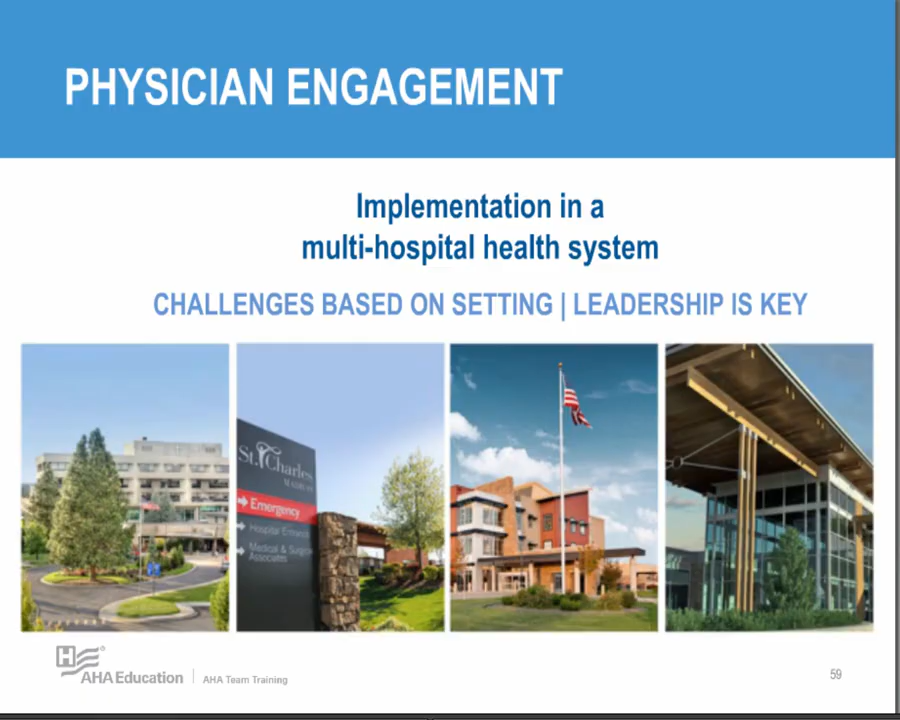 PHYSICIAN ENGAGEMENT
Implementation in a
multi-hospital health system
CHALLENGES BASED ON SETTING | LEADERSHIP IS KEY
St. Charles
MADRAS
Emergency
Hospital Entrance
Medical & Surgical
Associates
H
AHA Education | AHA Team Training
59